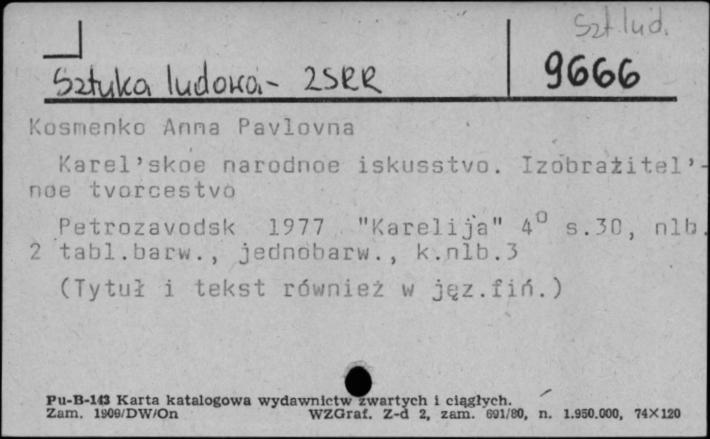 Szt. lud.
Sztuka ludowa - ZSRR
9666
Kosmenko Anna Pavlovna
Karel'skoe narodnoe iskusstvo. Izobrażitel'-
noe tvorcestvo
Petrozavodsk 1977 "Karelija" 4° s.30, nlb.
2 tabl.barw., jednobarw., k.nlb.3
(Tytuł i tekst również w jęz.fiń.)
Pu-B-143 Karta katalogowa wydawnictw zwartych i ciągłych.
Zam. 1909/DW/On WZGraf. Z-d 2, zam. 691/80, n. 1.950.000, 74×120